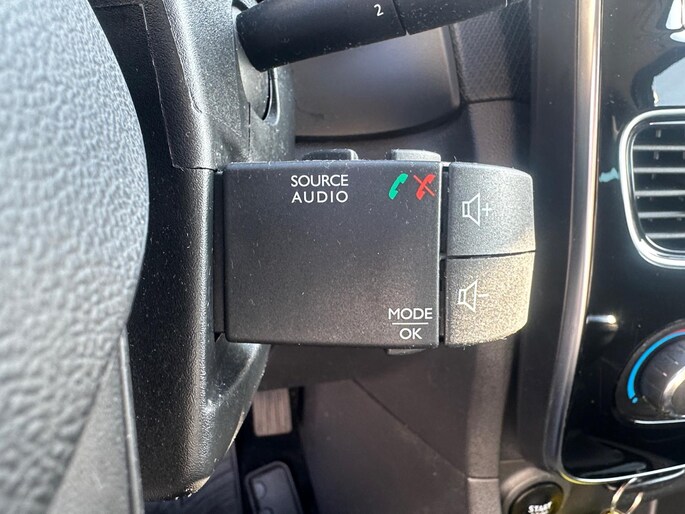 2
SOURCE
AUDIO
+
-
MODE
OK
START